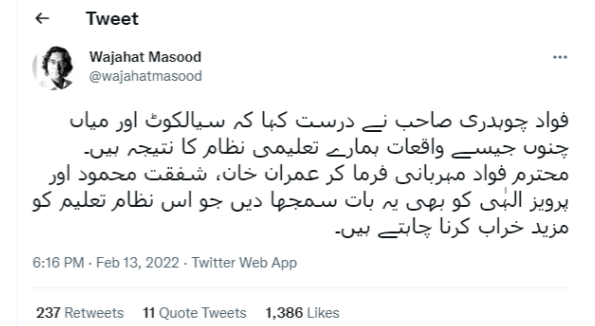 Tweet
Wajahat Masood
@wajahatmasood
فواد چوہدری صاحب نے درست کہا کہ سیالکوٹ اور میاں
چنوں جیسے واقعات ہمارے تعلیمی نظام کا نتیجہ ہیں۔
محترم فواد مہربانی فرما کر عمران خان، شفقت محمود اور
پرویز الہٰی کو بھی یہ بات سمجھا دیں جو اس نظام تعلیم کو
مزید خراب کرنا چاہتے ہیں۔
6:16 PM · Feb 13, 2022 · Twitter Web App
237 Retweets 11 Quote Tweets 1,386 Likes